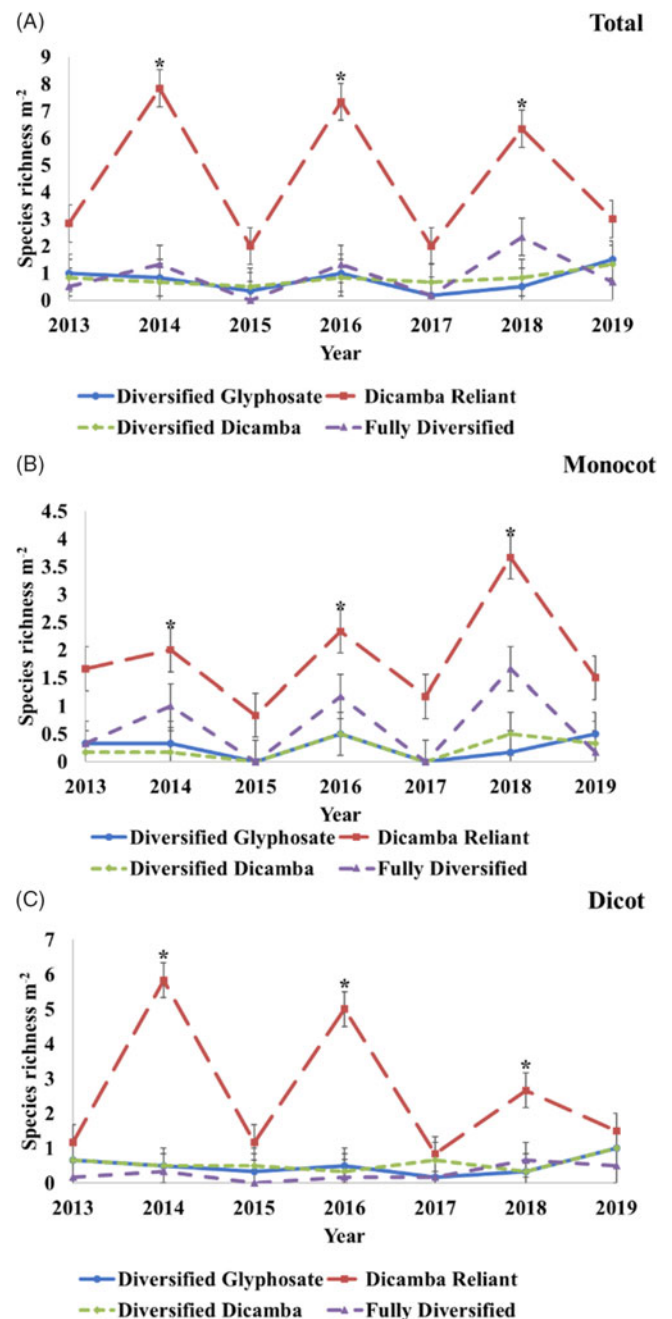 (A)
Total
Species richness m⁻²
9
8
7
6
5
4
3
2
1
0
*
*
*
2013 2014 2015 2016 2017 2018 2019
Year
Diversified Glyphosate Dicamba Reliant
Diversified Dicamba Fully Diversified
(B)
Monocot
Species richness m⁻²
4.5
4
3.5
3
2.5
2
1.5
1
0.5
0
*
*
*
2013 2014 2015 2016 2017 2018 2019
Year
Diversified Glyphosate Dicamba Reliant
Diversified Dicamba Fully Diversified
(C)
Dicot
Species richness m⁻²
7
6
5
4
3
2
1
0
*
*
*
2013 2014 2015 2016 2017 2018 2019
Year
Diversified Glyphosate Dicamba Reliant
Diversified Dicamba Fully Diversified